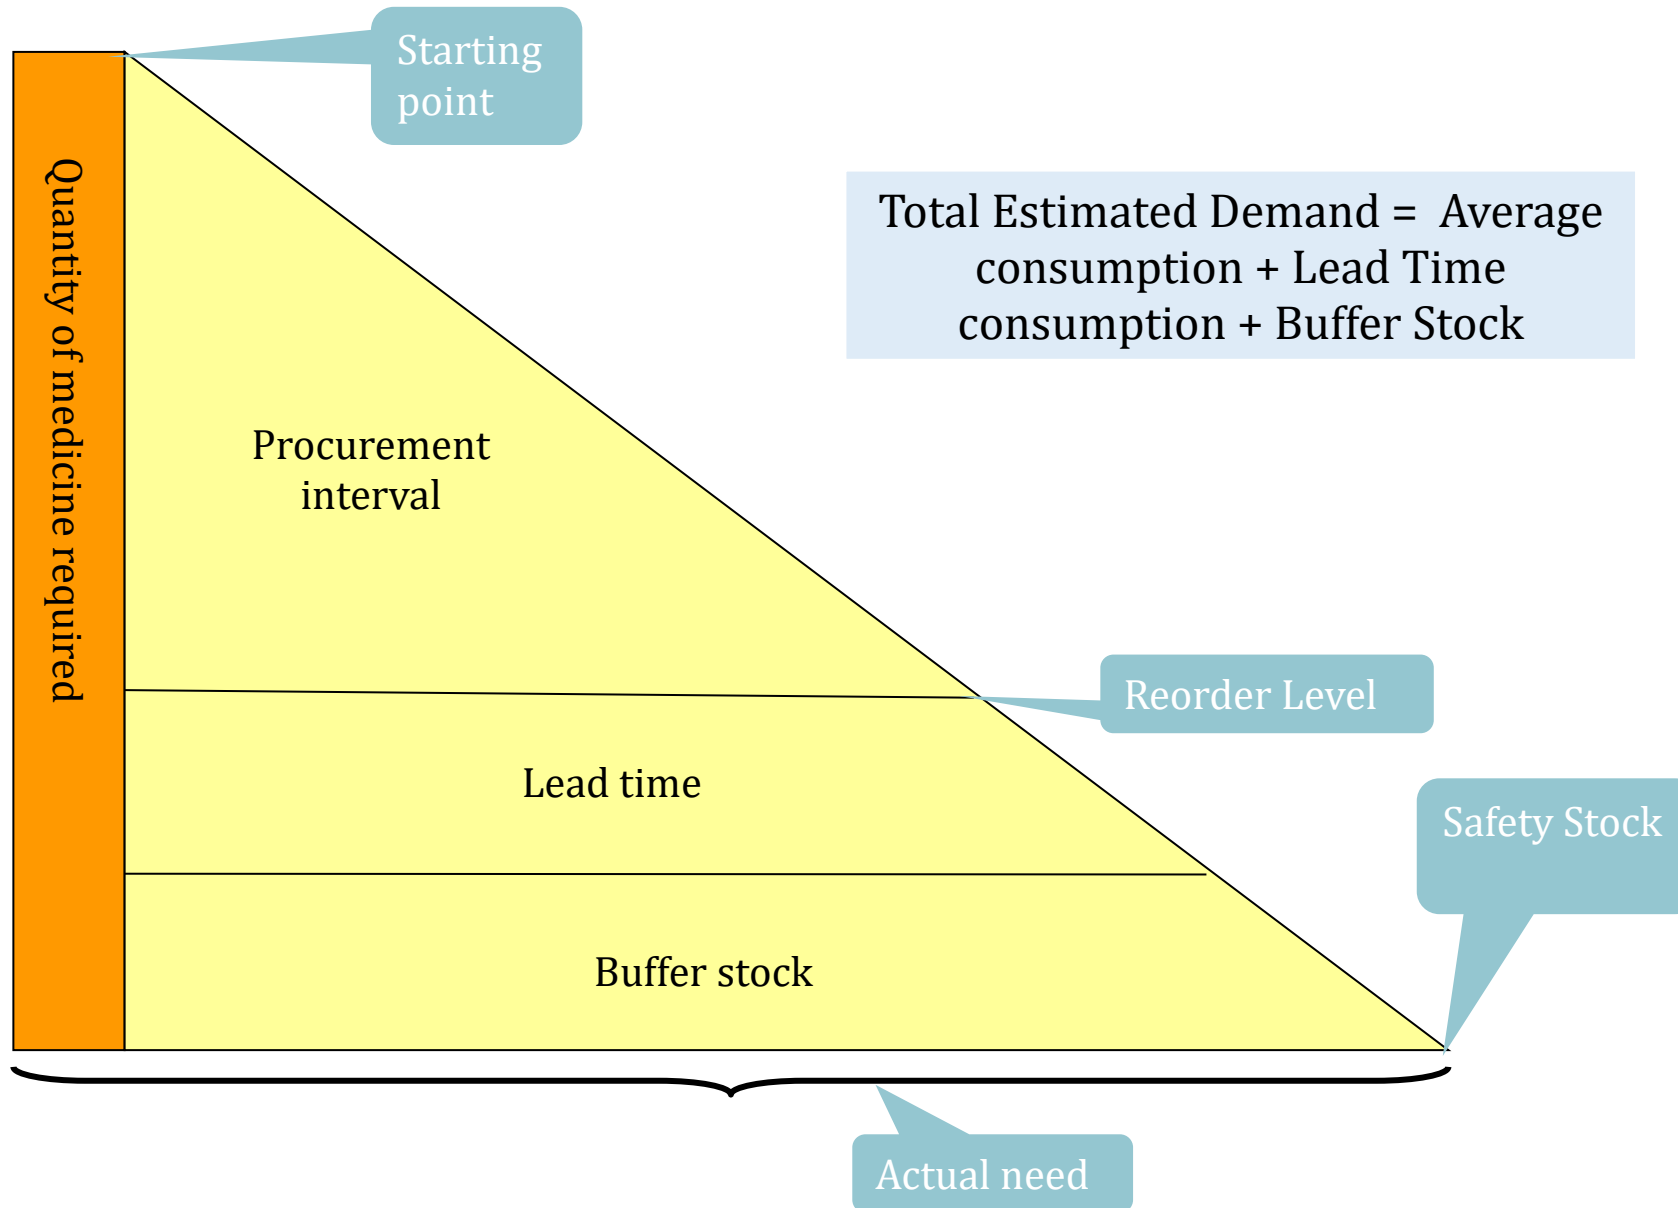 Starting
point
Quantity of medicine required
Total Estimated Demand = Average
consumption + Lead Time
consumption + Buffer Stock
Procurement
interval
Reorder Level
Lead time
Safety Stock
Buffer stock
Actual need